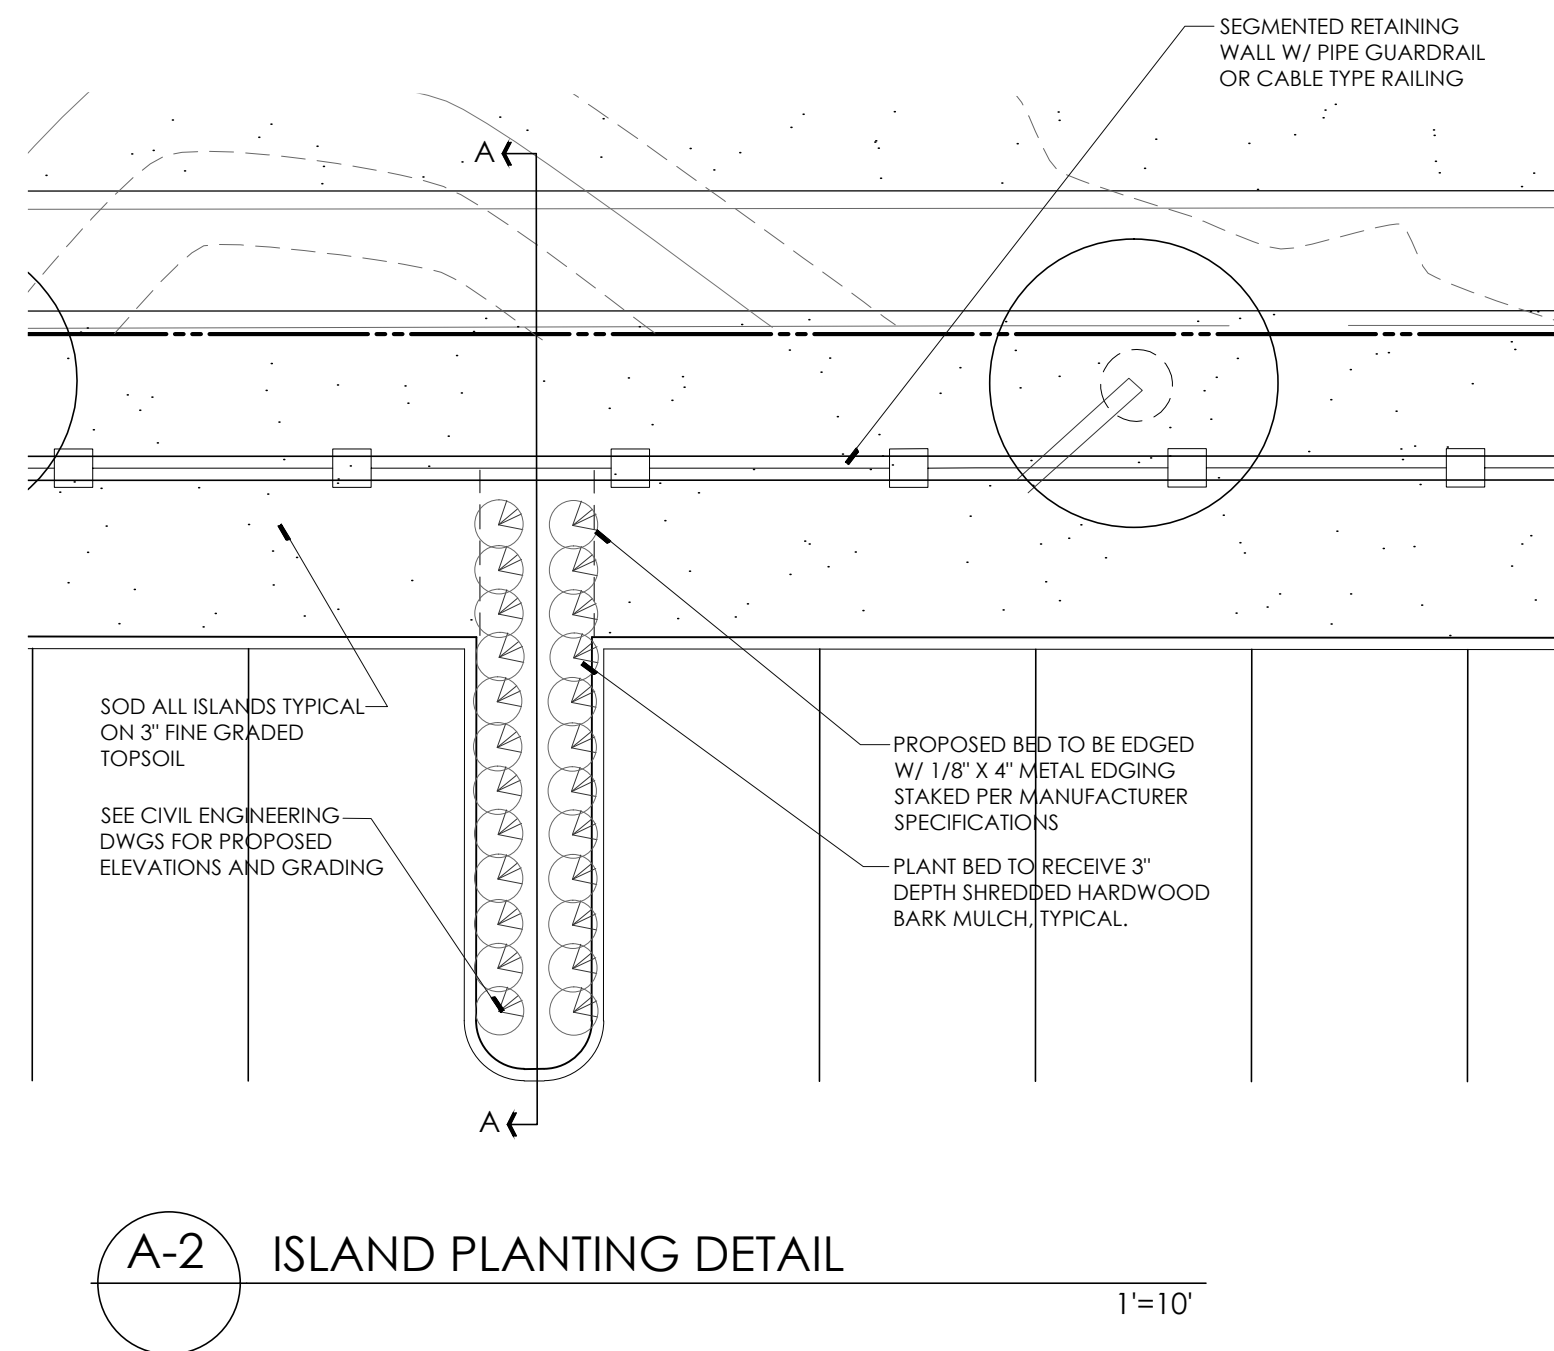 SEGMENTED RETAINING
WALL W/ PIPE GUARDRAIL
OR CABLE TYPE RAILING
A
SOD ALL ISLANDS TYPICAL
ON 3" FINE GRADED
TOPSOIL
SEE CIVIL ENGINEERING
DWGS FOR PROPOSED
ELEVATIONS AND GRADING
PROPOSED BED TO BE EDGED
W/ 1/8" X 4" METAL EDGING
STAKED PER MANUFACTURER
SPECIFICATIONS
PLANT BED TO RECEIVE 3"
DEPTH SHREDDED HARDWOOD
BARK MULCH, TYPICAL.
A
A-2
ISLAND PLANTING DETAIL
1'=10'